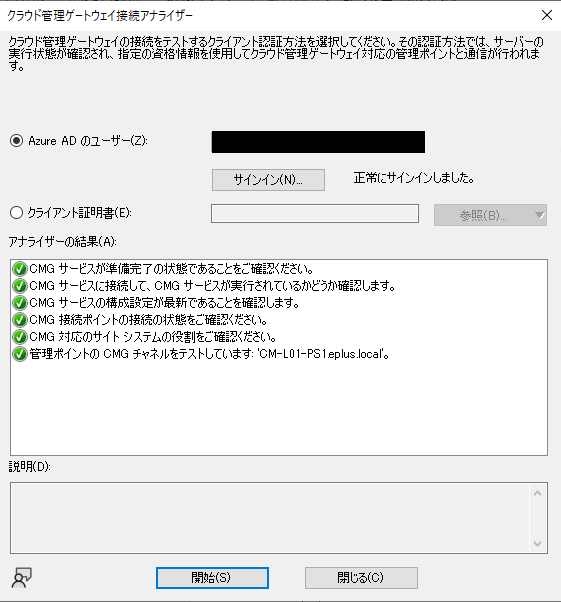 クラウド管理ゲートウェイ接続アナライザー
クラウド管理ゲートウェイの接続をテストするクライアント認証方法を選択してください。その認証方法では、サーバーの
実行状態が確認され、指定の資格情報を使用してクラウド管理ゲートウェイ対応の管理ポイントと通信が行われま
す。
Azure AD のユーザー(Z):
サインイン(N)... 正常にサインインしました。
クライアント証明書(E): 参照(B)...
アナライザーの結果(A):
CMG サービスが準備完了の状態であることをご確認ください。
CMG サービスに接続して、CMG サービスが実行されているかどうか確認します。
CMG サービスの構成設定が最新であることを確認します。
CMG 接続ポイントの接続の状態をご確認ください。
CMG 対応のサイト システムの役割をご確認ください。
管理ポイントの CMG チャネルをテストしています: 'CM-L01-PS1.eplus.local'。
説明(D):
開始(S) 閉じる(C)